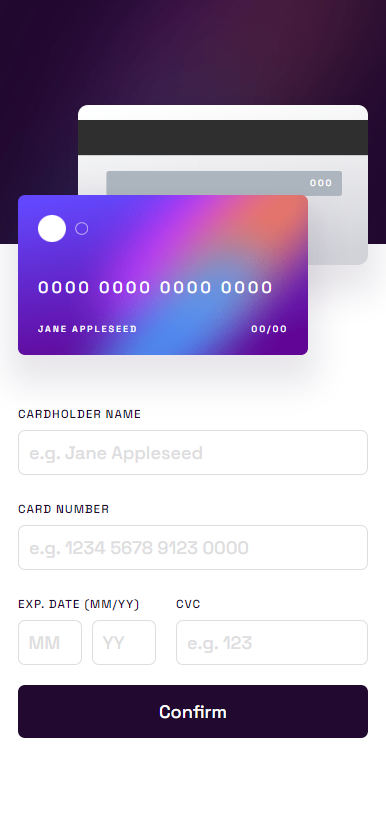 000
0000 0000 0000 0000
JANE APPLESEED 00/00
CARDHOLDER NAME
e.g. Jane Appleseed
CARD NUMBER
e.g. 1234 5678 9123 0000
EXP. DATE (MM/YY) CVC
MM YY e.g. 123
Confirm